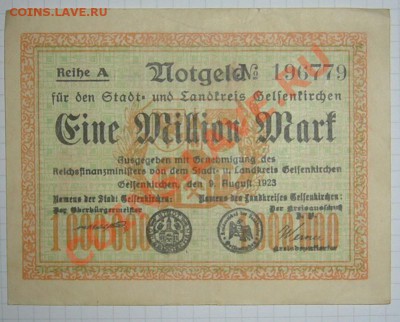 COINS.LAVE.RU
Reihe A Notgeld № 196779
für den Stadt- und Landkreis Gelsenkirchen
Eine Million Mark
Ausgegeben mit Genehmigung des
Reichsfinanzministers von dem Stadt- u. Landkreis Gelsenkirchen
Gelsenkirchen, den 6. August 1923
Namens der Stadt Gelsenkirchen:
Der Oberbürgermeister
Namens des Landkreises Gelsenkirchen:
Der Kreisausschuß
1000000
1000000